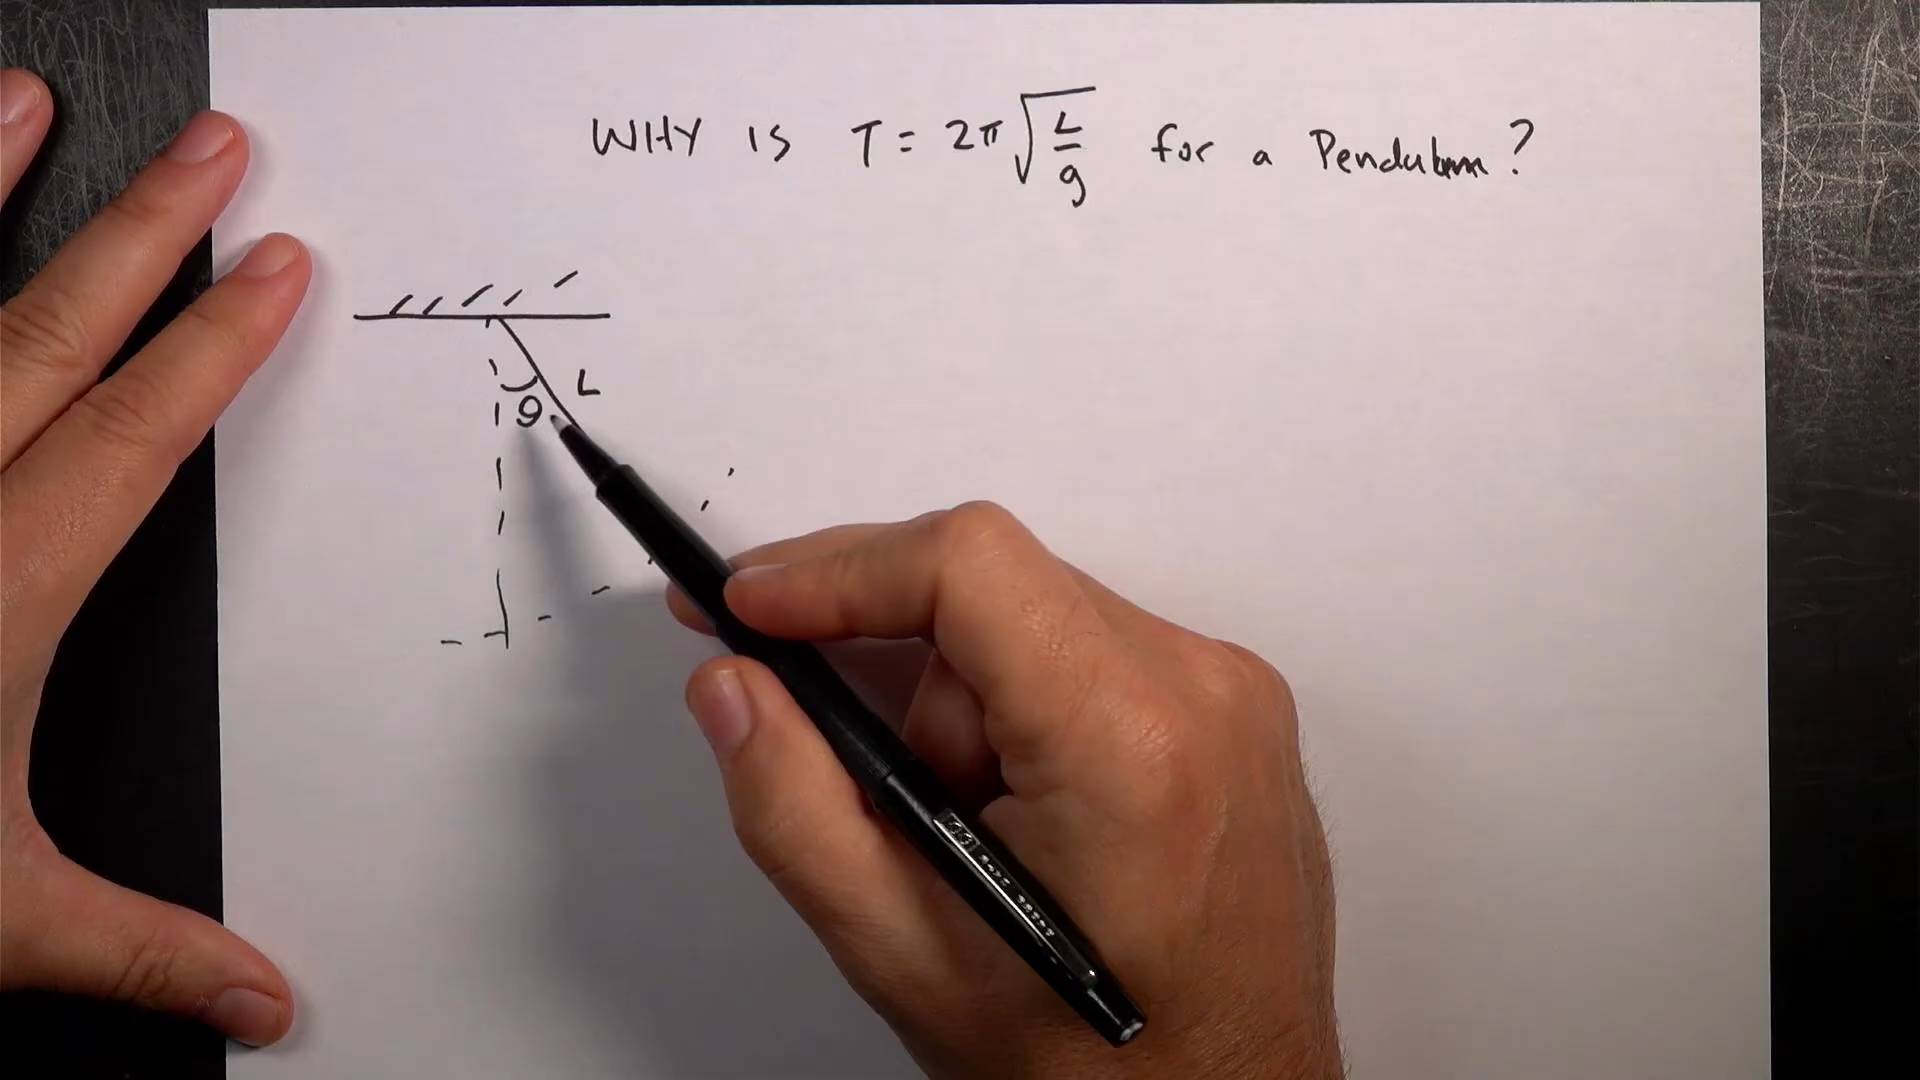 WHY IS T = 2π √(L/g) for a Pendulum?
L
θ